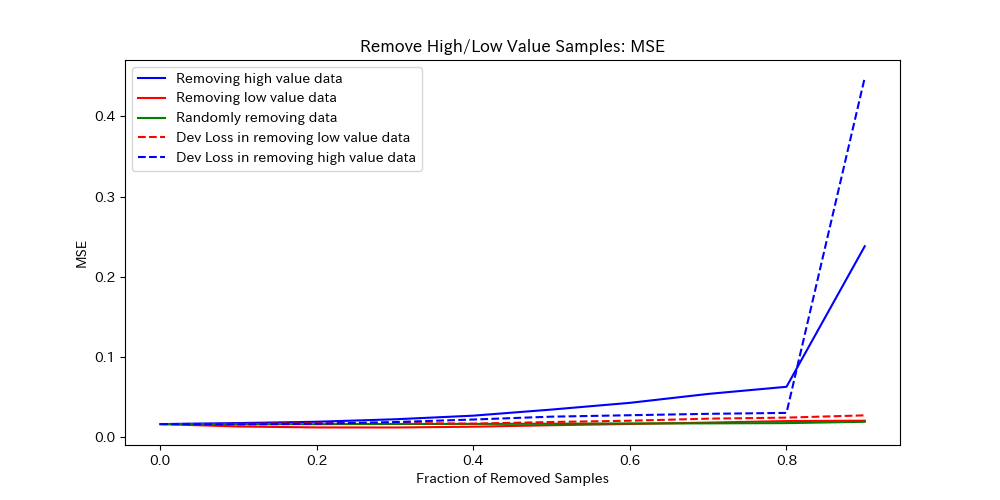 Remove High/Low Value Samples: MSE
Removing high value data
Removing low value data
Randomly removing data
Dev Loss in removing low value data
Dev Loss in removing high value data
MSE
0.4
0.3
0.2
0.1
0.0
0.0 0.2 0.4 0.6 0.8
Fraction of Removed Samples